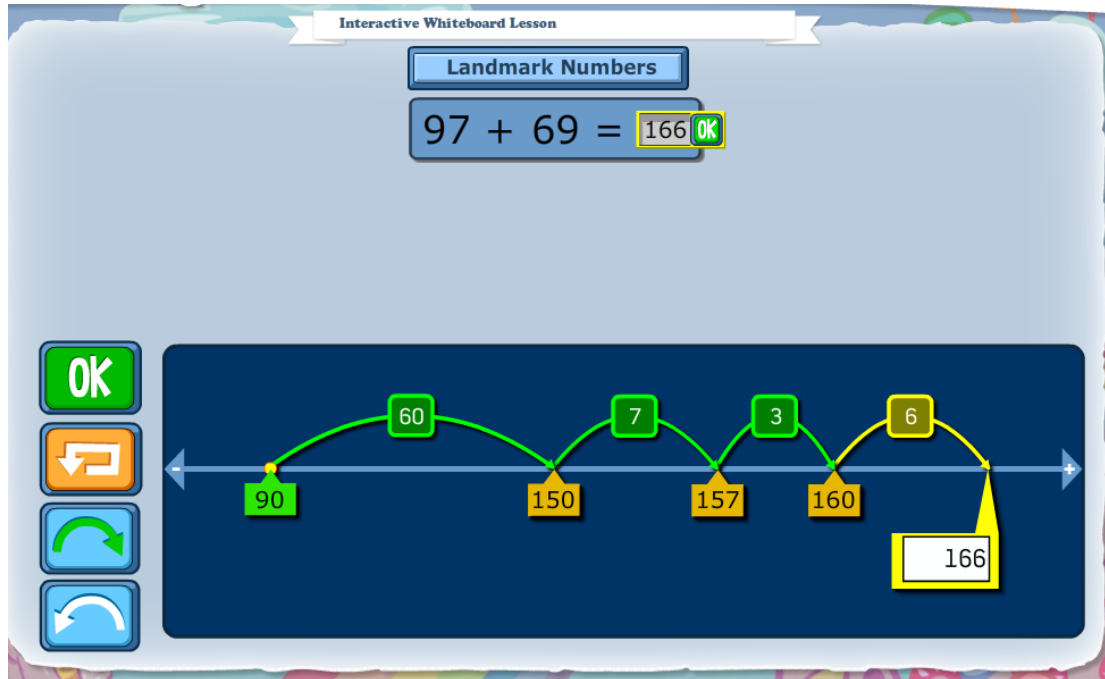 Interactive Whiteboard Lesson
Landmark Numbers
97 + 69 = 166 OK
OK
60 7 3 6
- +
90 150 157 160
166